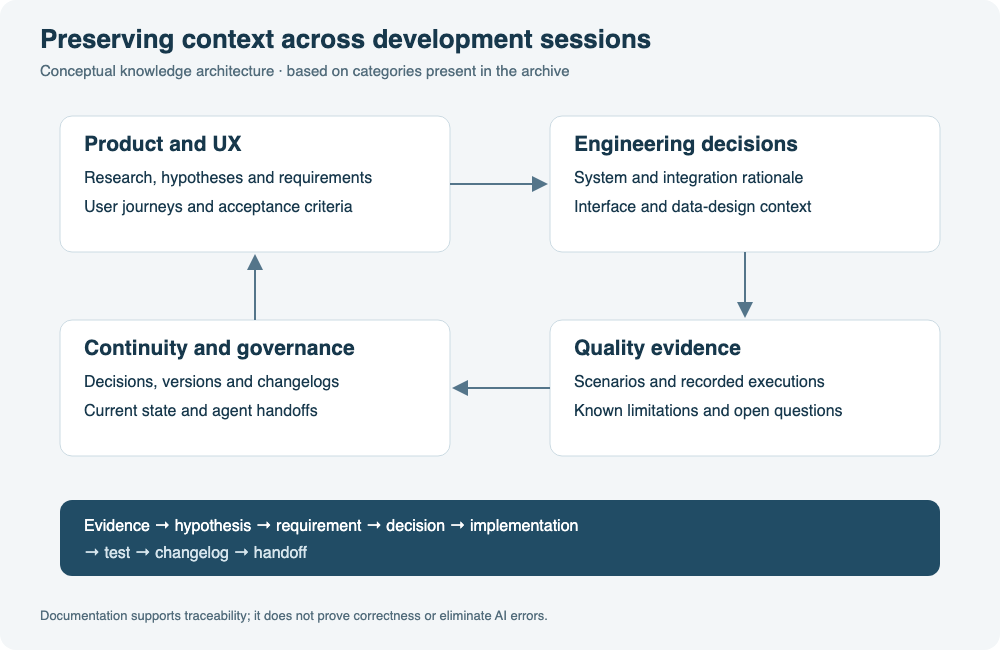 Preserving context across development sessions
Conceptual knowledge architecture · based on categories present in the archive
Product and UX
Research, hypotheses and requirements
User journeys and acceptance criteria
Engineering decisions
System and integration rationale
Interface and data-design context
Continuity and governance
Decisions, versions and changelogs
Current state and agent handoffs
Quality evidence
Scenarios and recorded executions
Known limitations and open questions
Evidence → hypothesis → requirement → decision → implementation
→ test → changelog → handoff
Documentation supports traceability; it does not prove correctness or eliminate AI errors.